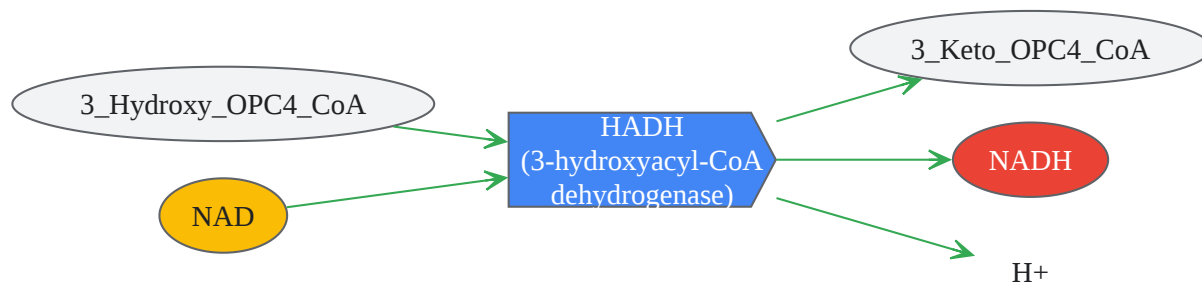 3_Hydroxy_OPC4_CoA
NAD
HADH
(3-hydroxyacyl-CoA
dehydrogenase)
3_Keto_OPC4_CoA
NADH
H+